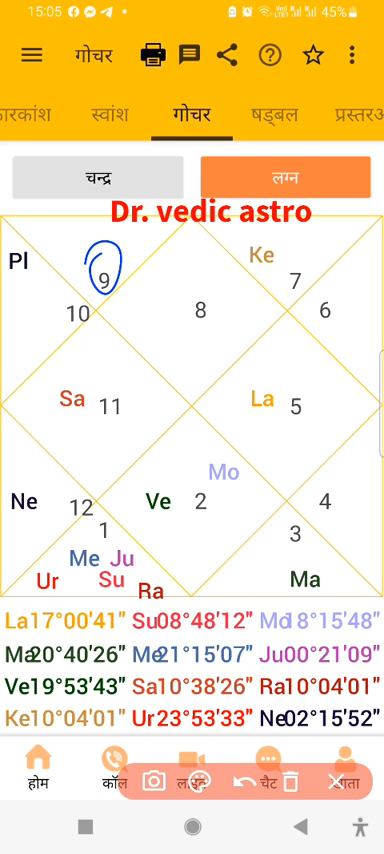 15:05 45%
गोचर
कारकांश स्वांश गोचर षड्बल
चन्द्र लग्न
Dr. vedic astro
Pl 9 Ke 7
10 8 6
Sa 11 La 5
Mo
Ne 12 Ve 2 4
1 3
Me Ju
Ur Su Ra Ma
La17°00'41" Su08°48'12" Mo18°15'48"
Ma20°40'26" Me21°15'07" Ju00°21'09"
Ve19°53'43" Sa10°38'26" Ra10°04'01"
Ke10°04'01" Ur23°53'33" Ne02°15'52"
होम कॉल चैट